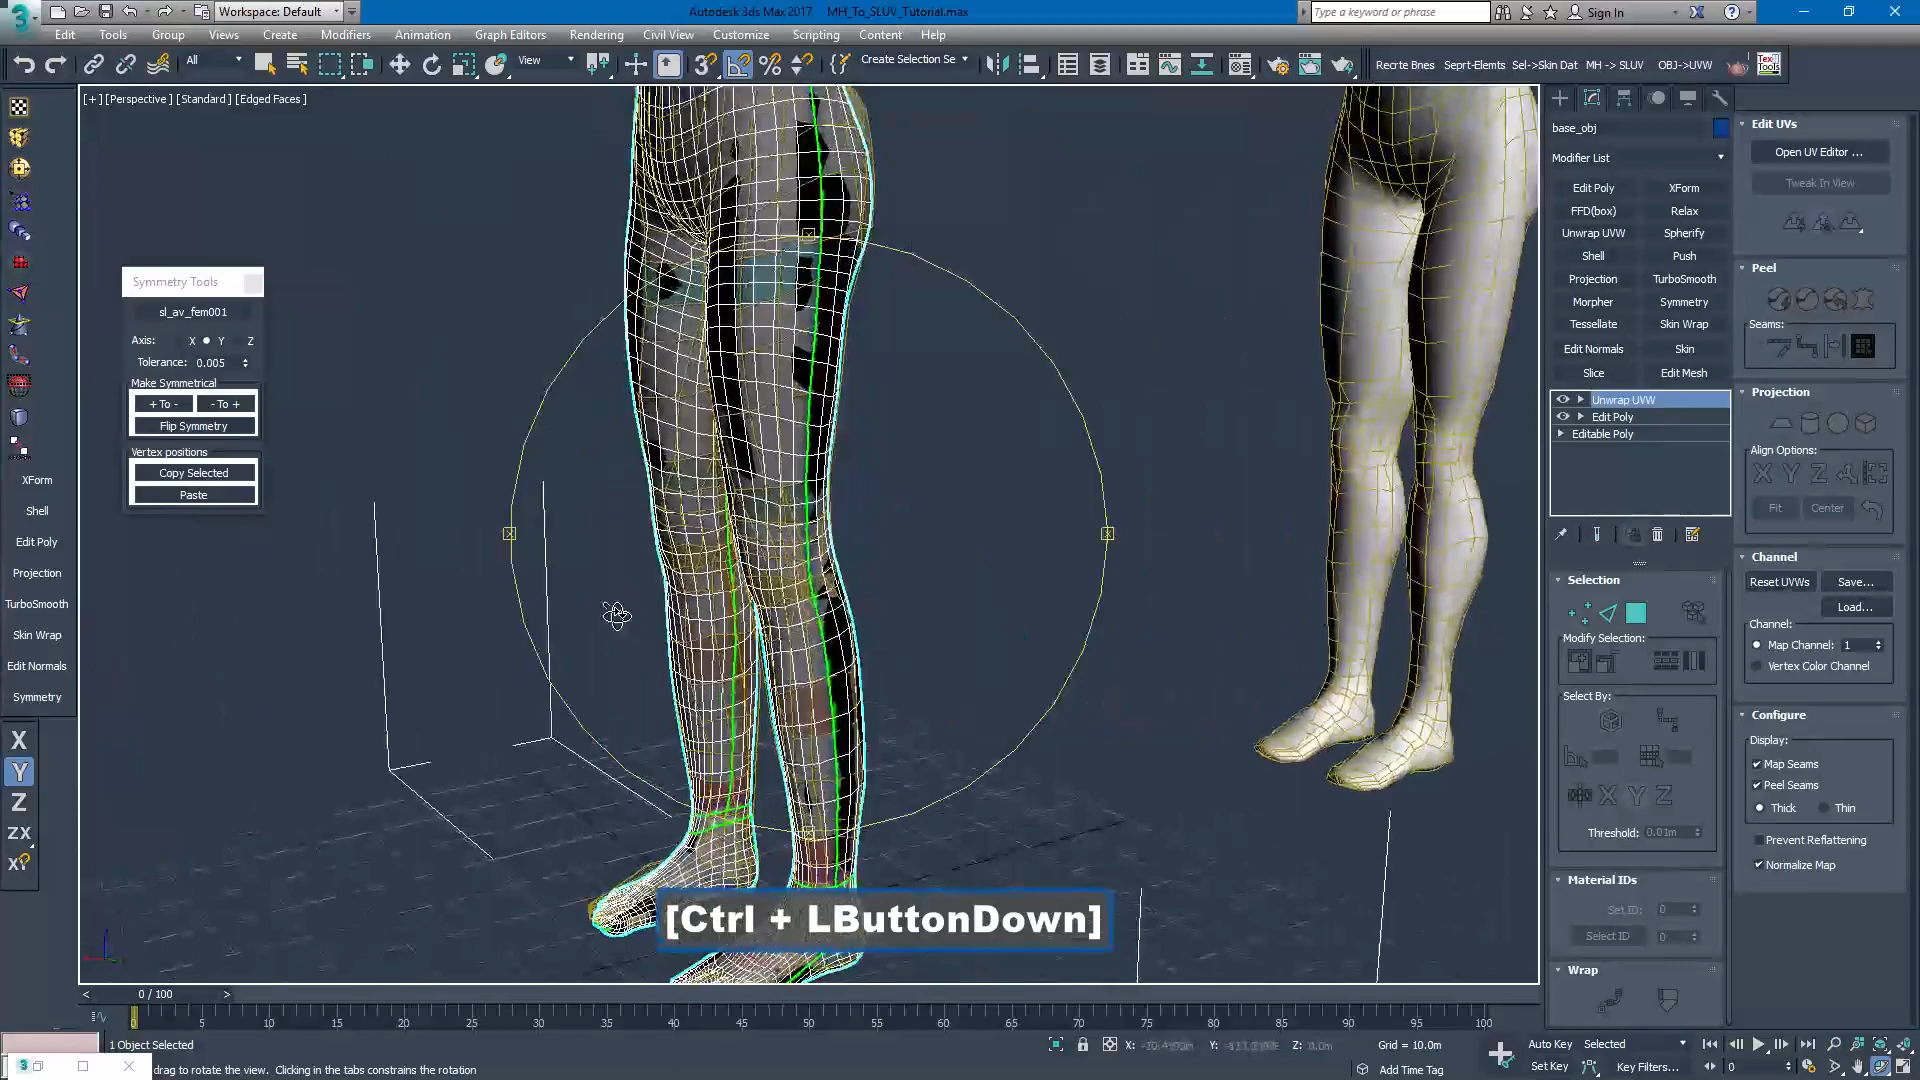 Workspace: Default
Autodesk 3ds Max 2017    MH_To_SLUV_Tutorial.max
Type a keyword or phrase
Sign In
Edit
Tools
Group
Views
Create
Modifiers
Animation
Graph Editors
Rendering
Civil View
Customize
Scripting
Content
Help
All
View
Create Selection Se
Recrte Bnes
Seprt-Elemts
Sel->Skin Dat
MH -> SLUV
OBJ->UVW
[+] [Perspective] [Standard] [Edged Faces]
Symmetry Tools
sl_av_fem001
Axis: X Y Z
Tolerance: 0.005
Make Symmetrical
+ To -
- To +
Flip Symmetry
Vertex positions
Copy Selected
Paste
XForm
Shell
Edit Poly
Projection
TurboSmooth
Skin Wrap
Edit Normals
Symmetry
X
Y
Z
ZX
XY
[Ctrl + LButtonDown]
base_obj
Modifier List
Edit Poly
XForm
FFD(box)
Relax
Unwrap UVW
Spherify
Shell
Push
Projection
TurboSmooth
Morpher
Symmetry
Tessellate
Skin Wrap
Edit Normals
Skin
Slice
Edit Mesh
Unwrap UVW
Edit Poly
Editable Poly
Selection
Modify Selection:
Select By:
X Y Z
Threshold: 0.01m
Material IDs
Set ID: 0
Select ID 0
Wrap
Edit UVs
Open UV Editor ...
Tweak In View
Peel
Seams:
Projection
Align Options:
X Y Z
Fit
Center
Channel
Reset UVWs
Save...
Load...
Channel:
Map Channel: 1
Vertex Color Channel
Configure
Display:
Map Seams
Peel Seams
Thick
Thin
Prevent Reflattening
Normalize Map
< 0 / 100 >
0 5 10 15 20 25 30 35 40 45 50 55 60 65 70 75 80 85 90 95 100
1 Object Selected
X:
Y:
Z: 0.0m
Grid = 10.0m
Auto Key
Selected
drag to rotate the view. Clicking in the tabs constrains the rotation
Add Time Tag
Set Key
Key Filters...
0